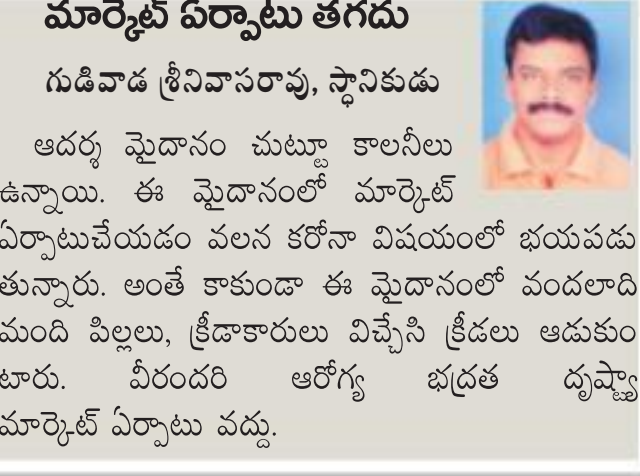 మార్కెట్ ఏర్పాటు తగదు
గుడివాడ శ్రీనివాసరావు, స్థానికుడు
ఆదర్శ మైదానం చుట్టూ కాలనీలు
ఉన్నాయి. ఈ మైదానంలో మార్కెట్
ఏర్పాటుచేయడం వలన కరోనా విషయంలో భయపడు
తున్నారు. అంతే కాకుండా ఈ మైదానంలో వందలాది
మంది పిల్లలు, క్రీడాకారులు విచ్చేసి క్రీడలు ఆడుకుం
టారు. వీరందరి ఆరోగ్య భద్రత దృష్ట్యా
మార్కెట్ ఏర్పాటు వద్దు.